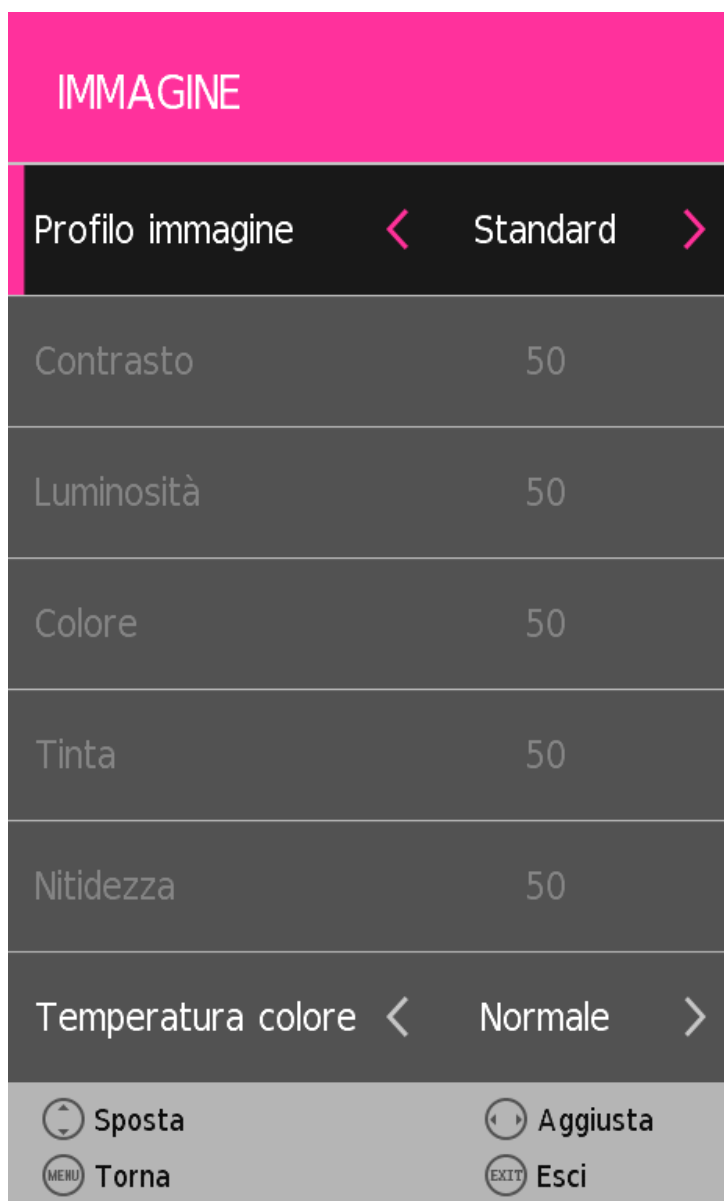 IMMAGINE
Profilo immagine < Standard >
Contrasto 50
Luminosità 50
Colore 50
Tinta 50
Nitidezza 50
Temperatura colore < Normale >
Sposta Aggiusta
MENU Torna EXIT Esci